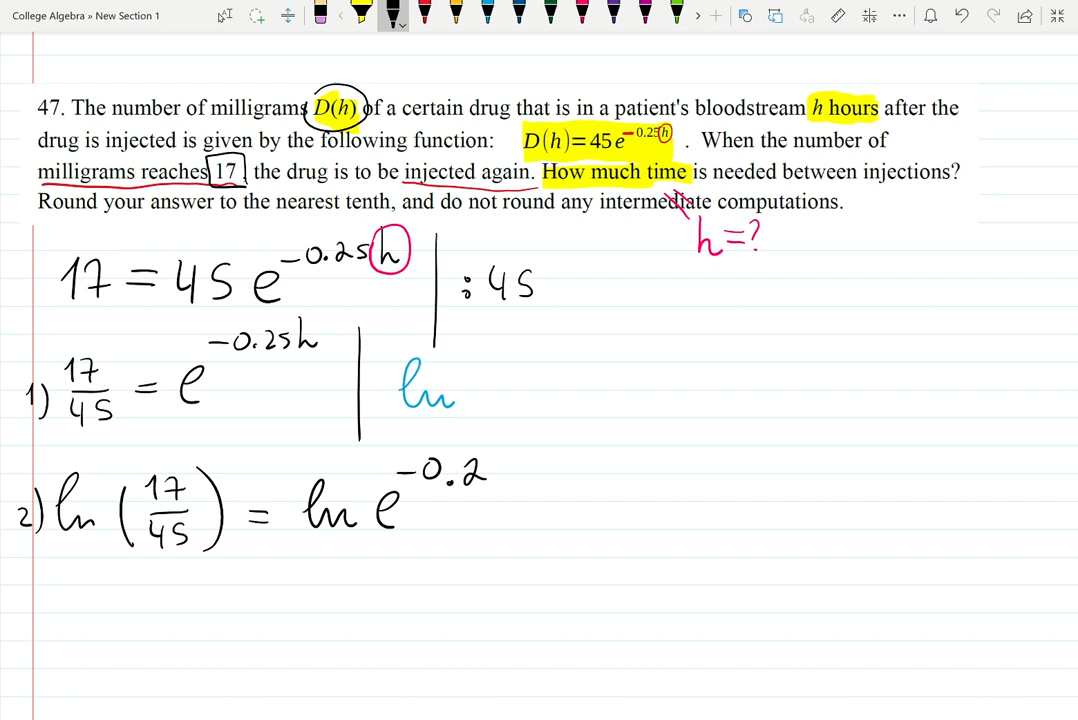 College Algebra » New Section 1
47. The number of milligrams D(h) of a certain drug that is in a patient's bloodstream h hours after the
drug is injected is given by the following function: D(h)=45e^-0.25h . When the number of
milligrams reaches 17, the drug is to be injected again. How much time is needed between injections?
Round your answer to the nearest tenth, and do not round any intermediate computations.
h=?
17 = 45 e^-0.25h | : 45
1) 17/45 = e^-0.25h | ln
2) ln (17/45) = ln e^-0.2